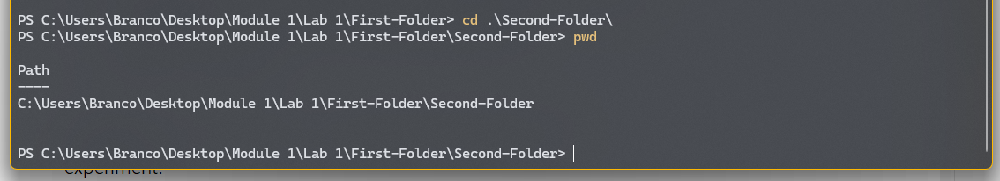 PS C:\Users\Branco\Desktop\Module 1\Lab 1\First-Folder> cd .\Second-Folder\
PS C:\Users\Branco\Desktop\Module 1\Lab 1\First-Folder\Second-Folder> pwd
Path
----
C:\Users\Branco\Desktop\Module 1\Lab 1\First-Folder\Second-Folder
PS C:\Users\Branco\Desktop\Module 1\Lab 1\First-Folder\Second-Folder>
experiment.